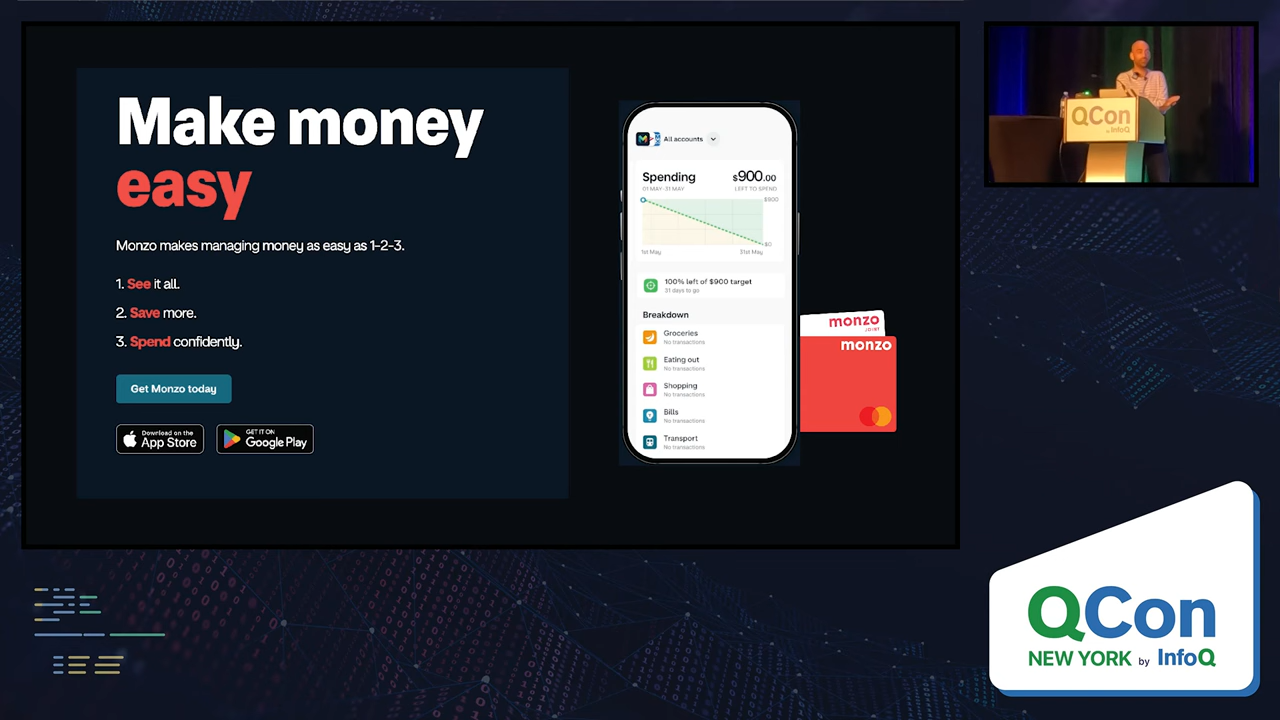 Make money
easy
Monzo makes managing money as easy as 1-2-3.
1. See it all.
2. Save more.
3. Spend confidently.
Get Monzo today
Download on the
App Store
GET IT ON
Google Play
All accounts
Spending
$900.00
01 MAY-31 MAY
LEFT TO SPEND
$900
$0
1st May
31st May
100% left of $900 target
31 days to go
Breakdown
Groceries
No transactions
Eating out
No transactions
Shopping
No transactions
Bills
No transactions
Transport
No transactions
monzo
JOINT
monzo
QCon
by InfoQ
QCon
NEW YORK by InfoQ